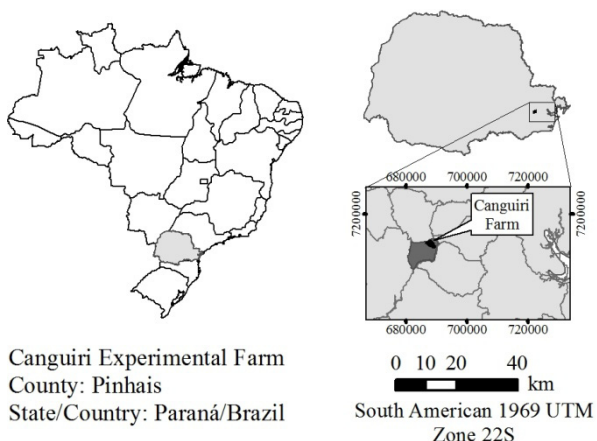 Canguiri Experimental Farm
County: Pinhais
State/Country: Paraná/Brazil
680000 700000 720000
7200000
7200000
Canguiri
Farm
680000 700000 720000
0 10 20 40
km
South American 1969 UTM
Zone 22S